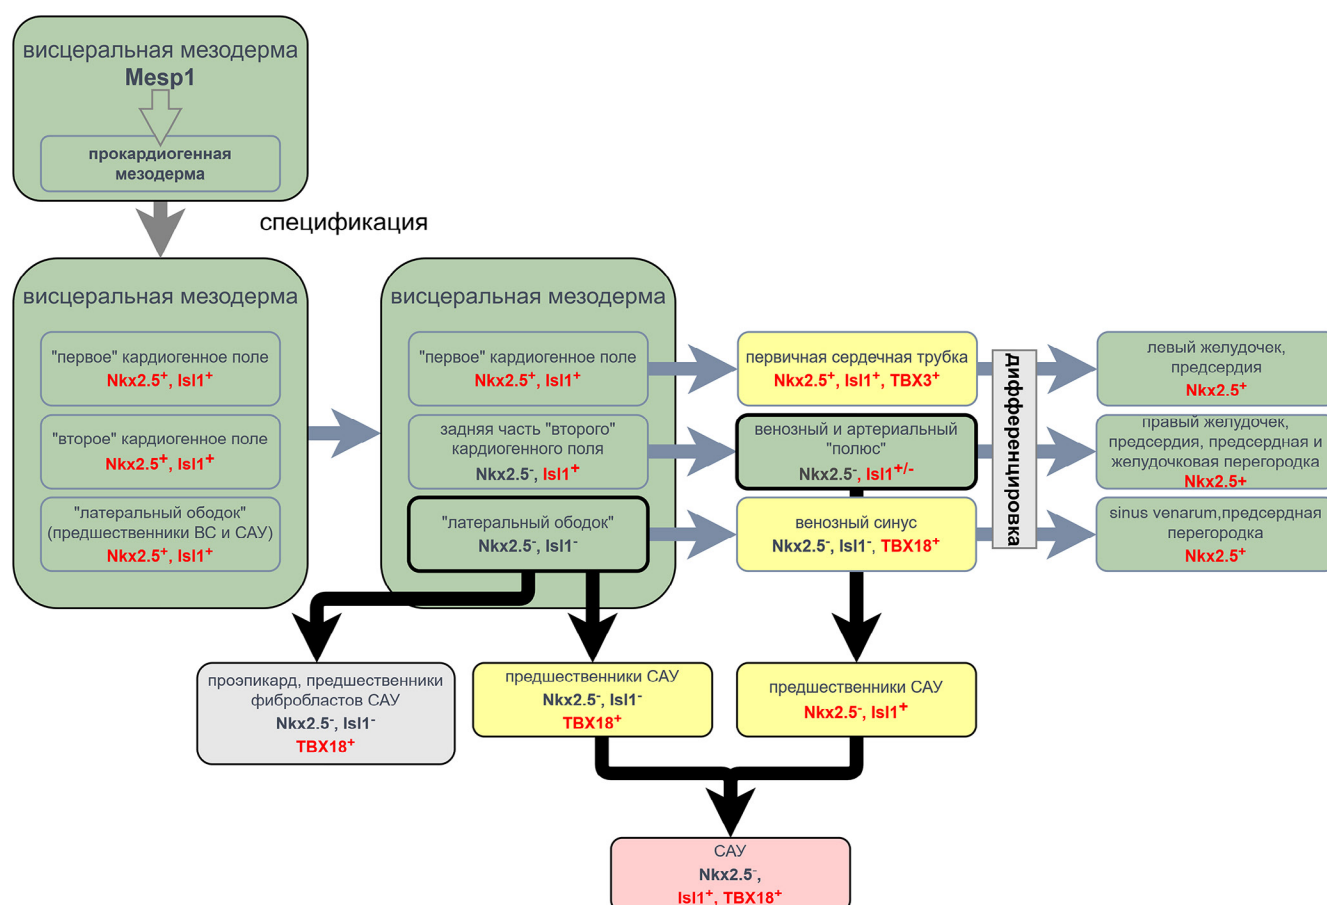 висцеральная мезодерма
Mesp1
прокардиогенная
мезодерма
спецификация
висцеральная мезодерма
"первое" кардиогенное поле
Nkx2.5⁺, Isl1⁺
"второе" кардиогенное поле
Nkx2.5⁺, Isl1⁺
"латеральный ободок"
(предшественники ВС и САУ)
Nkx2.5⁺, Isl1⁺
висцеральная мезодерма
"первое" кардиогенное поле
Nkx2.5⁺, Isl1⁺
задняя часть "второго"
кардиогенного поля
Nkx2.5⁻, Isl1⁺
"латеральный ободок"
Nkx2.5⁻, Isl1⁻
первичная сердечная трубка
Nkx2.5⁺, Isl1⁺, TBX3⁺
венозный и артериальный
"полюс"
Nkx2.5⁻, Isl1⁺/⁻
венозный синус
Nkx2.5⁻, Isl1⁻, TBX18⁺
дифференцировка
левый желудочек,
предсердия
Nkx2.5⁺
правый желудочек,
предсердия, предсердная и
желудочковая перегородка
Nkx2.5+
sinus venarum,предсердная
перегородка
Nkx2.5⁺
проэпикард, предшественники
фибробластов САУ
Nkx2.5⁻, Isl1⁻
TBX18⁺
предшественники САУ
Nkx2.5⁻, Isl1⁻
TBX18⁺
предшественники САУ
Nkx2.5⁻, Isl1⁺
САУ
Nkx2.5⁻,
Isl1⁺, TBX18⁺